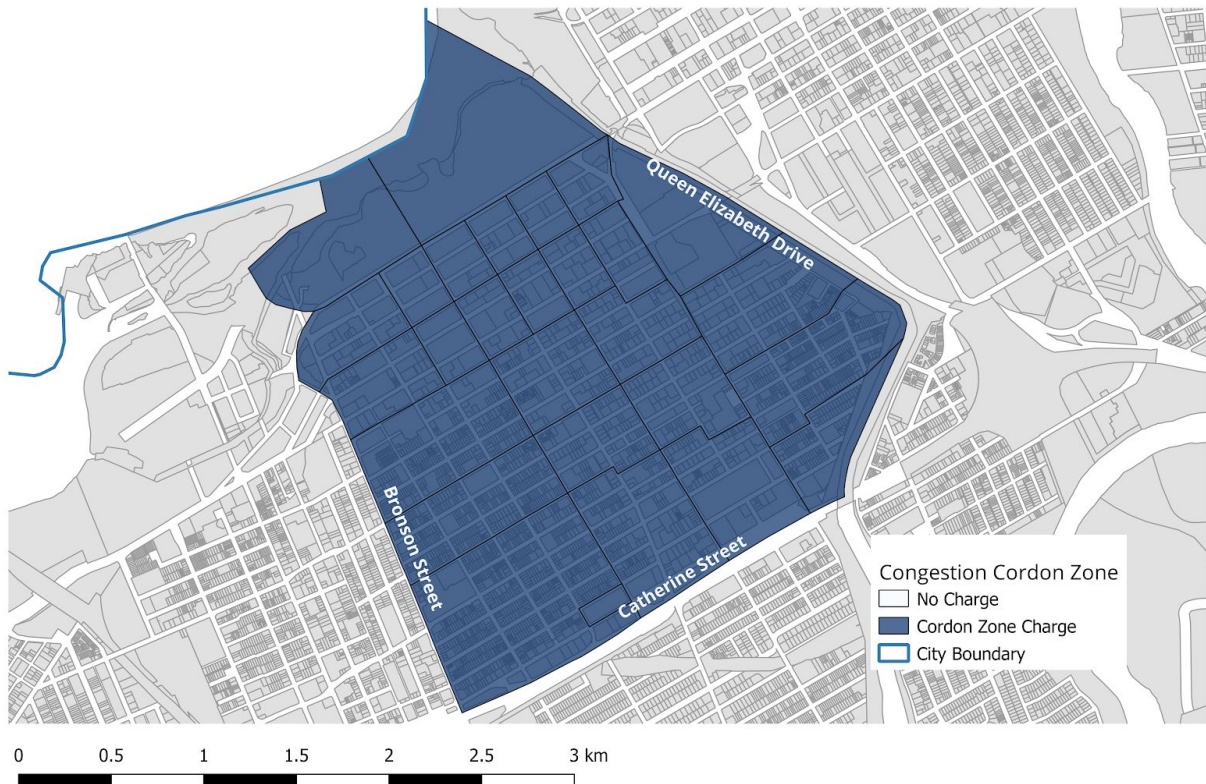 Queen Elizabeth Drive
Bronson Street
Catherine Street
Congestion Cordon Zone
No Charge
Cordon Zone Charge
City Boundary
0 0.5 1 1.5 2 2.5 3 km